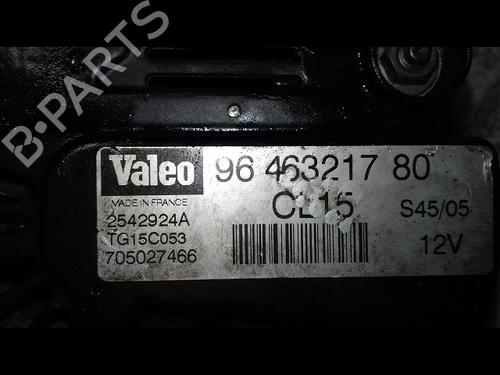 B-PARTS
Valeo 96 463217 80
MADE IN FRANCE
CL15 S45/05
2542924A
TG15C053 12V
705027466